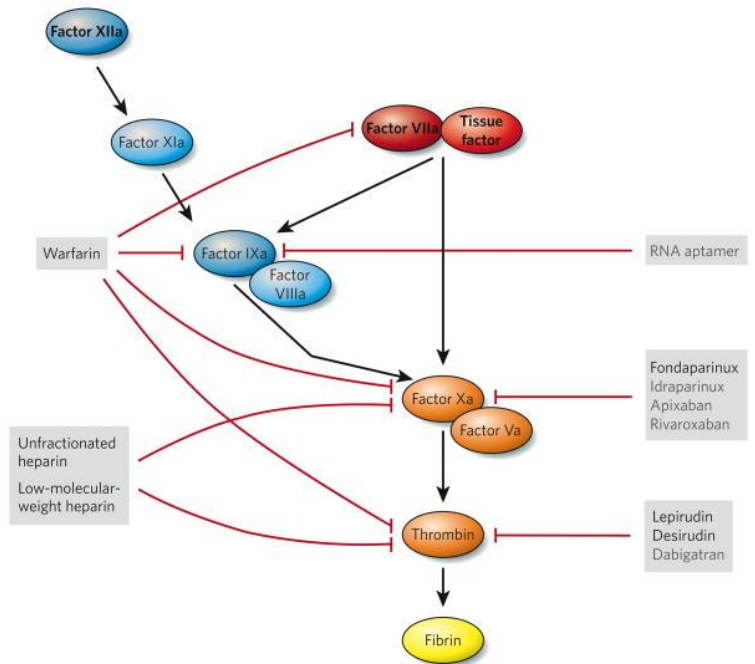 Factor XIIa
Factor XIa
Factor VIIa
Tissue
factor
Warfarin
Factor IXa
Factor
VIIIa
RNA aptamer
Factor Xa
Factor Va
Fondaparinux
Idraparinux
Apixaban
Rivaroxaban
Unfractionated
heparin
Low-molecular-
weight heparin
Thrombin
Lepirudin
Desirudin
Dabigatran
Fibrin